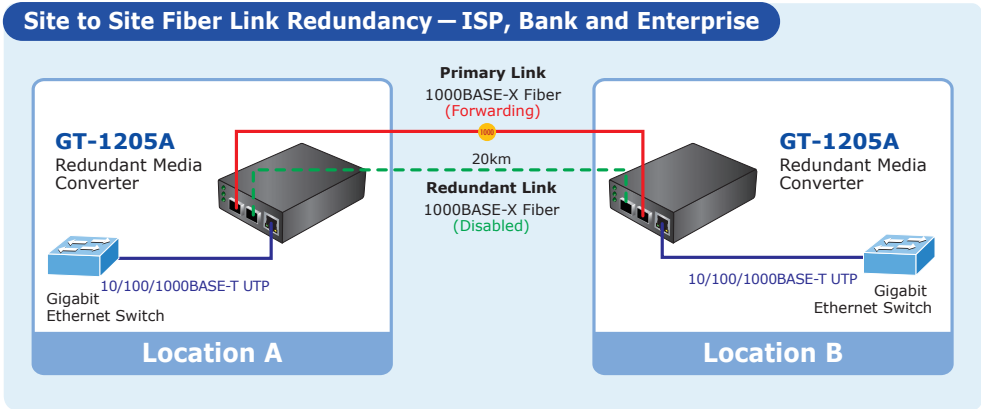 Site to Site Fiber Link Redundancy — ISP, Bank and Enterprise
Primary Link
1000BASE-X Fiber
(Forwarding)
1000
20km
Redundant Link
1000BASE-X Fiber
(Disabled)
GT-1205A
Redundant Media
Converter
10/100/1000BASE-T UTP
Gigabit
Ethernet Switch
Location A
GT-1205A
Redundant Media
Converter
10/100/1000BASE-T UTP
Gigabit
Ethernet Switch
Location B